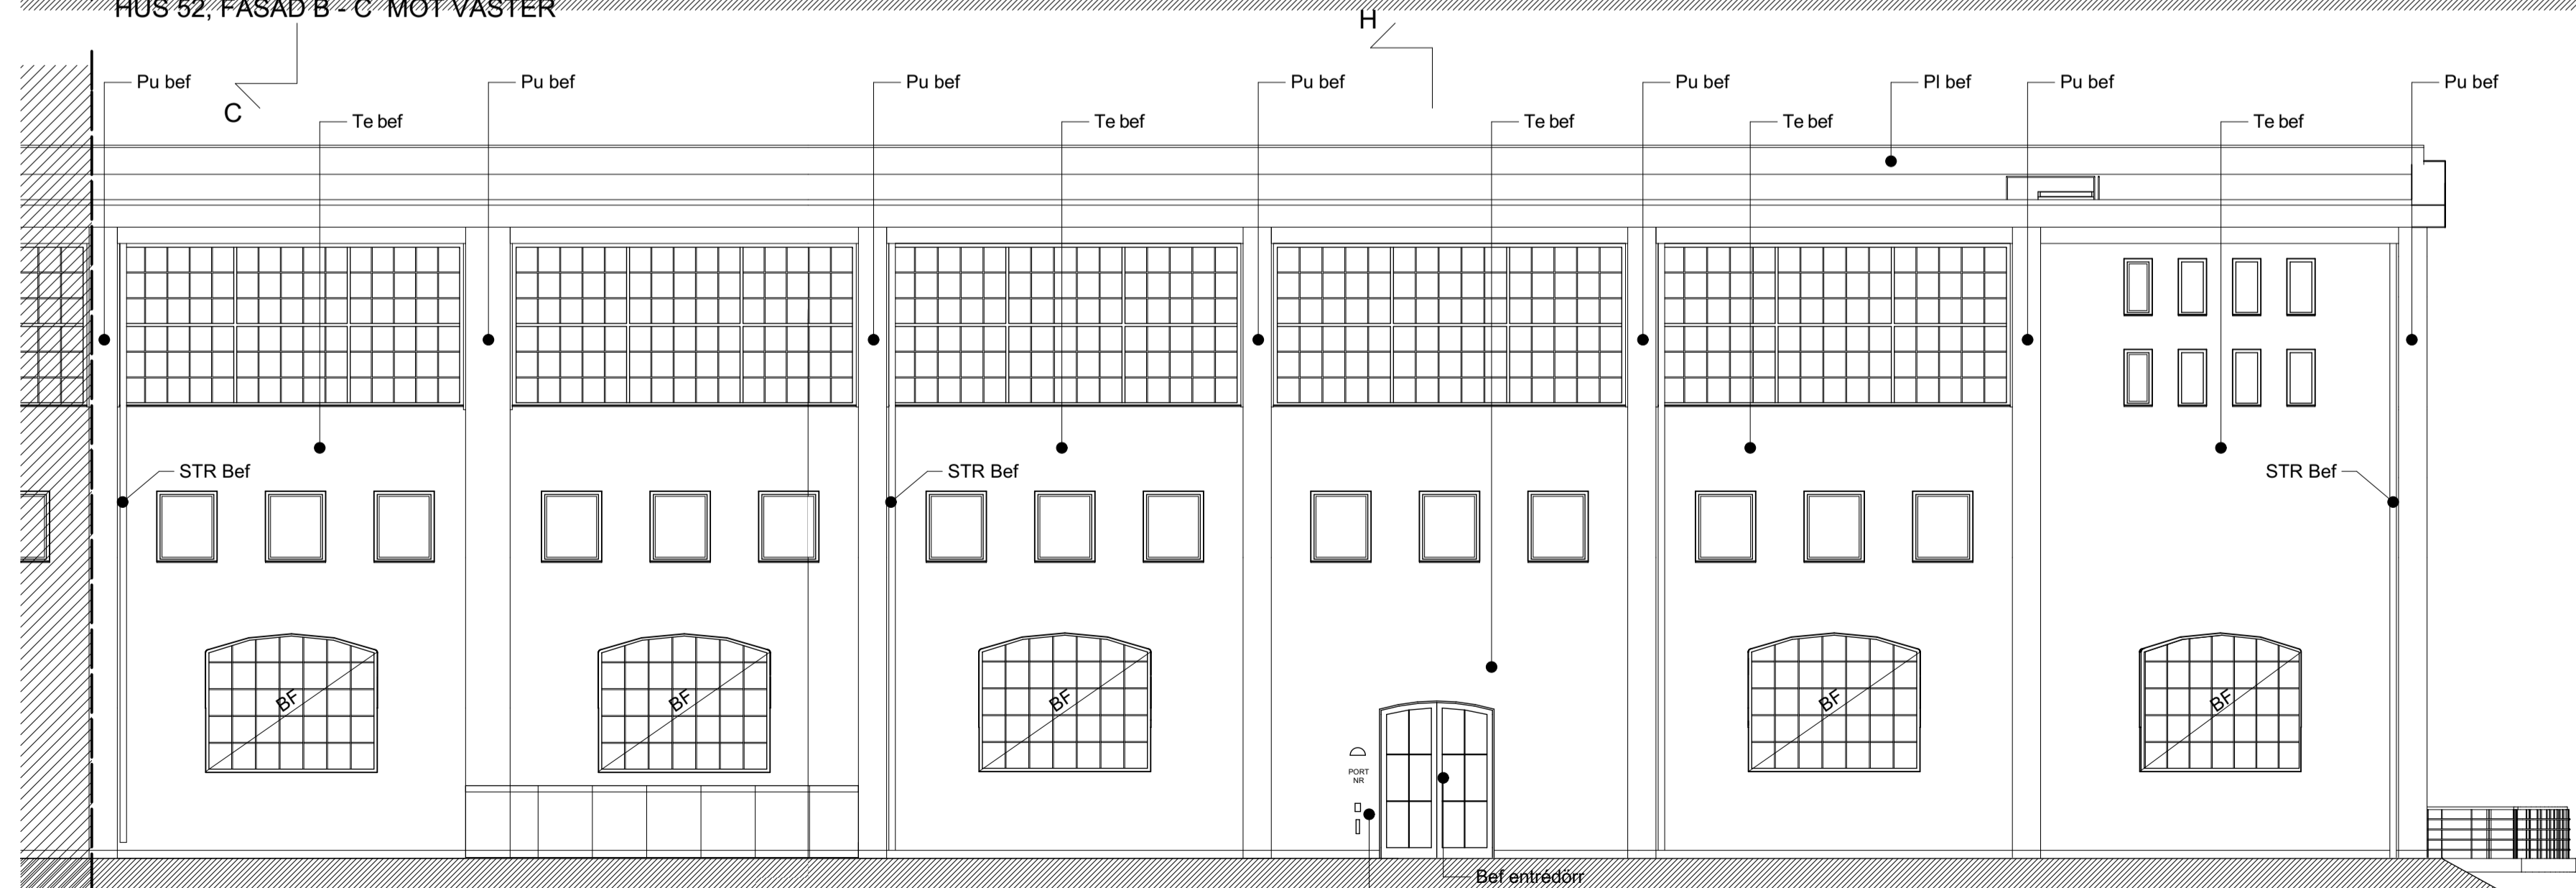 HUS 52, FASAD B - C MOT VÄSTER
H
Pu bef
Pu bef
Pu bef
Pu bef
Pu bef
Pl bef
Pu bef
Pu bef
C
Te bef
Te bef
Te bef
Te bef
Te bef
STR Bef
STR Bef
STR Bef
BF
BF
BF
BF
BF
PORT
NR
Bef entrédörr